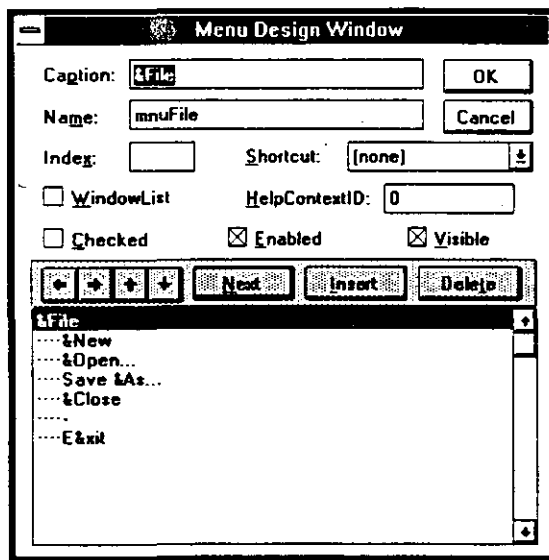 Menu Design Window
Caption: &File OK
Name: mnuFile Cancel
Index: Shortcut: (none)
WindowList HelpContextID: 0
Checked Enabled Visible
Next Insert Delete
&File
····&New
····&Open...
····Save &As...
····&Close
····-
····E&xit